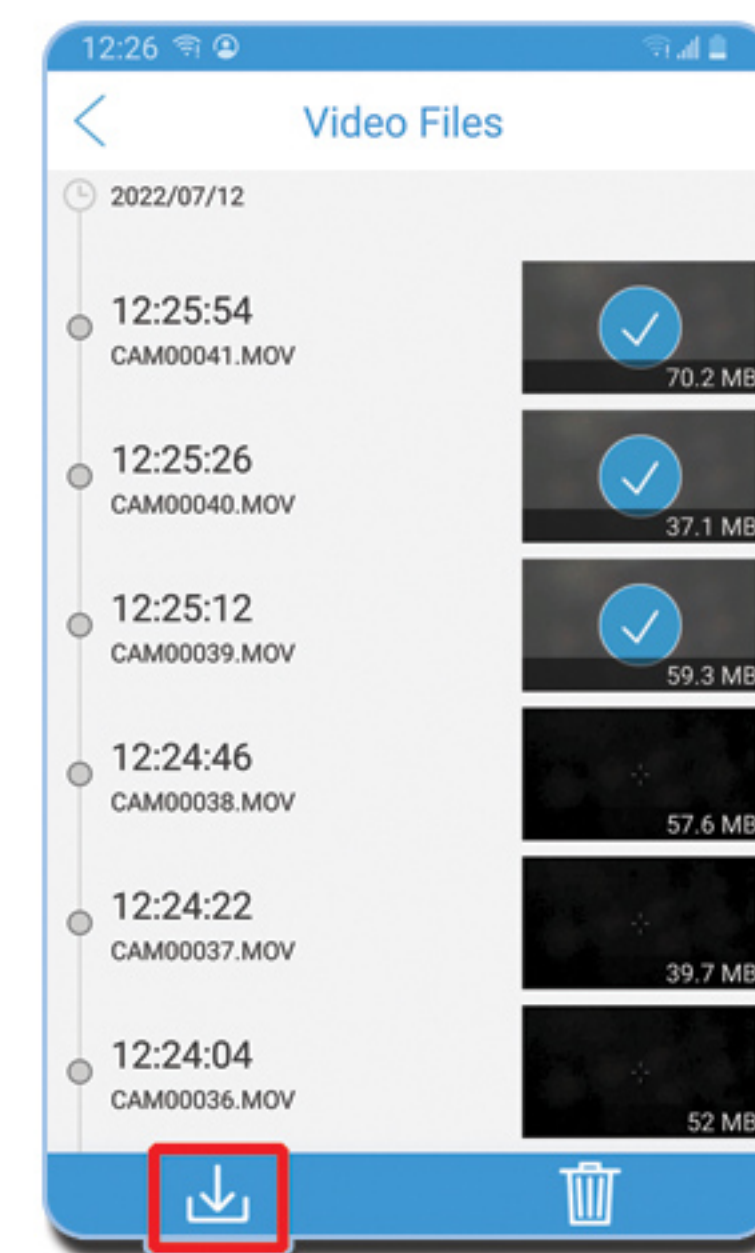 12:26
Video Files
2022/07/12
12:25:54
CAM00041.MOV
70.2 MB
12:25:26
CAM00040.MOV
37.1 MB
12:25:12
CAM00039.MOV
59.3 MB
12:24:46
CAM00038.MOV
57.6 MB
12:24:22
CAM00037.MOV
39.7 MB
12:24:04
CAM00036.MOV
52 MB